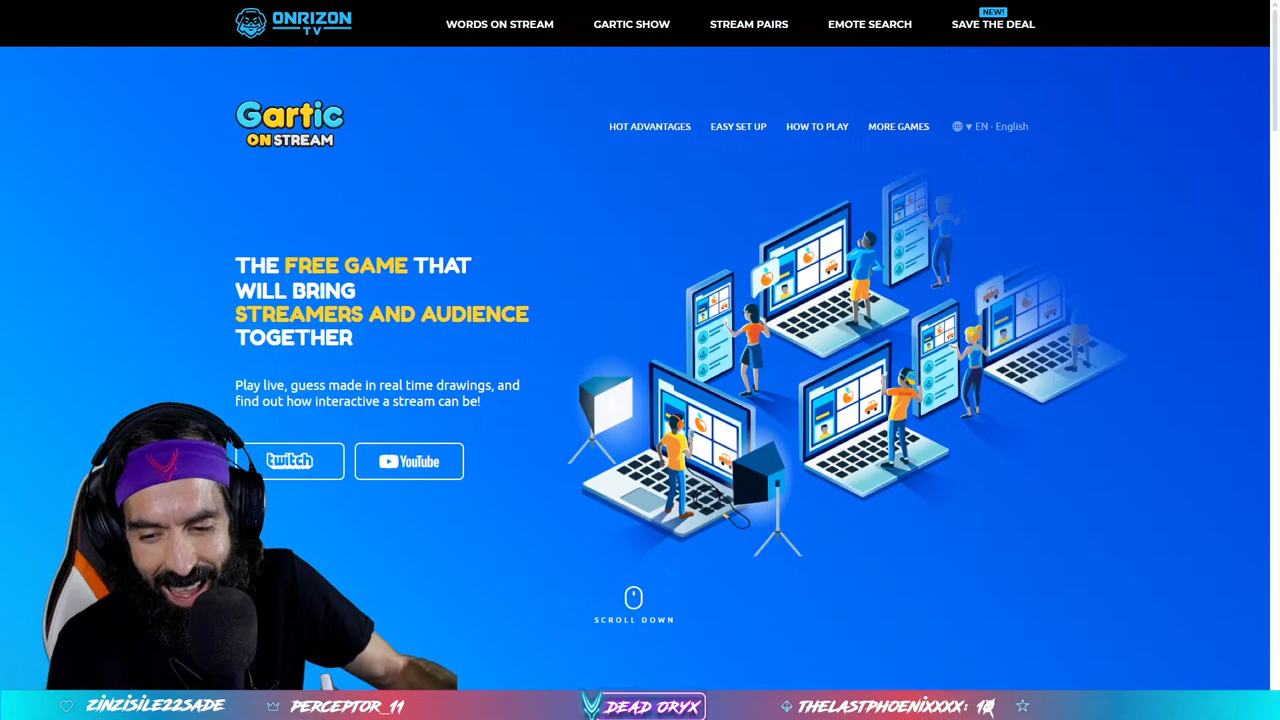 ONRIZON
TV
WORDS ON STREAM
GARTIC SHOW
STREAM PAIRS
EMOTE SEARCH
NEW!
SAVE THE DEAL
Gartic
ON STREAM
HOT ADVANTAGES
EASY SET UP
HOW TO PLAY
MORE GAMES
▾ EN · English
THE FREE GAME THAT
WILL BRING
STREAMERS AND AUDIENCE
TOGETHER
Play live, guess made in real time drawings, and
find out how interactive a stream can be!
twitch
YouTube
SCROLL DOWN
ZINZISILE22SADE
PERCEPTOR_11
DEAD ORYX
THELASTPHOENIXXXX: